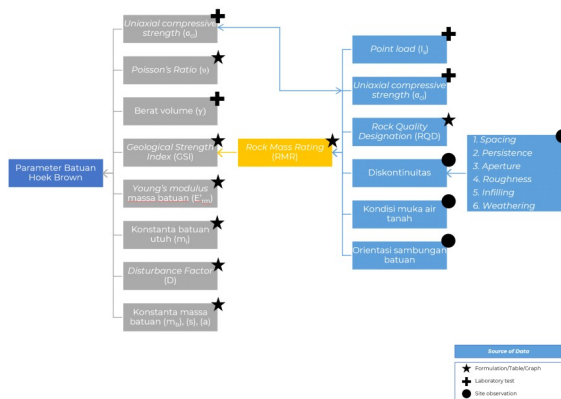 Uniaxial compressive
strength (σci)
Poisson's Ratio (υ)
Berat volume (γ)
Geological Strength
Index (GSI)
Young's modulus
massa batuan (E'rm)
Konstanta batuan
utuh (mi)
Disturbance Factor
(D)
Konstanta massa
batuan (mb), (s), (a)
Parameter Batuan
Hoek Brown
Rock Mass Rating
(RMR)
Point load (Is)
Uniaxial compressive
strength (σci)
Rock Quality
Designation (RQD)
Diskontinuitas
Kondisi muka air
tanah
Orientasi sambungan
batuan
1. Spacing
2. Persistence
3. Aperture
4. Roughness
5. Infilling
6. Weathering
Source of Data
Formulation/Table/Graph
Laboratory test
Site observation